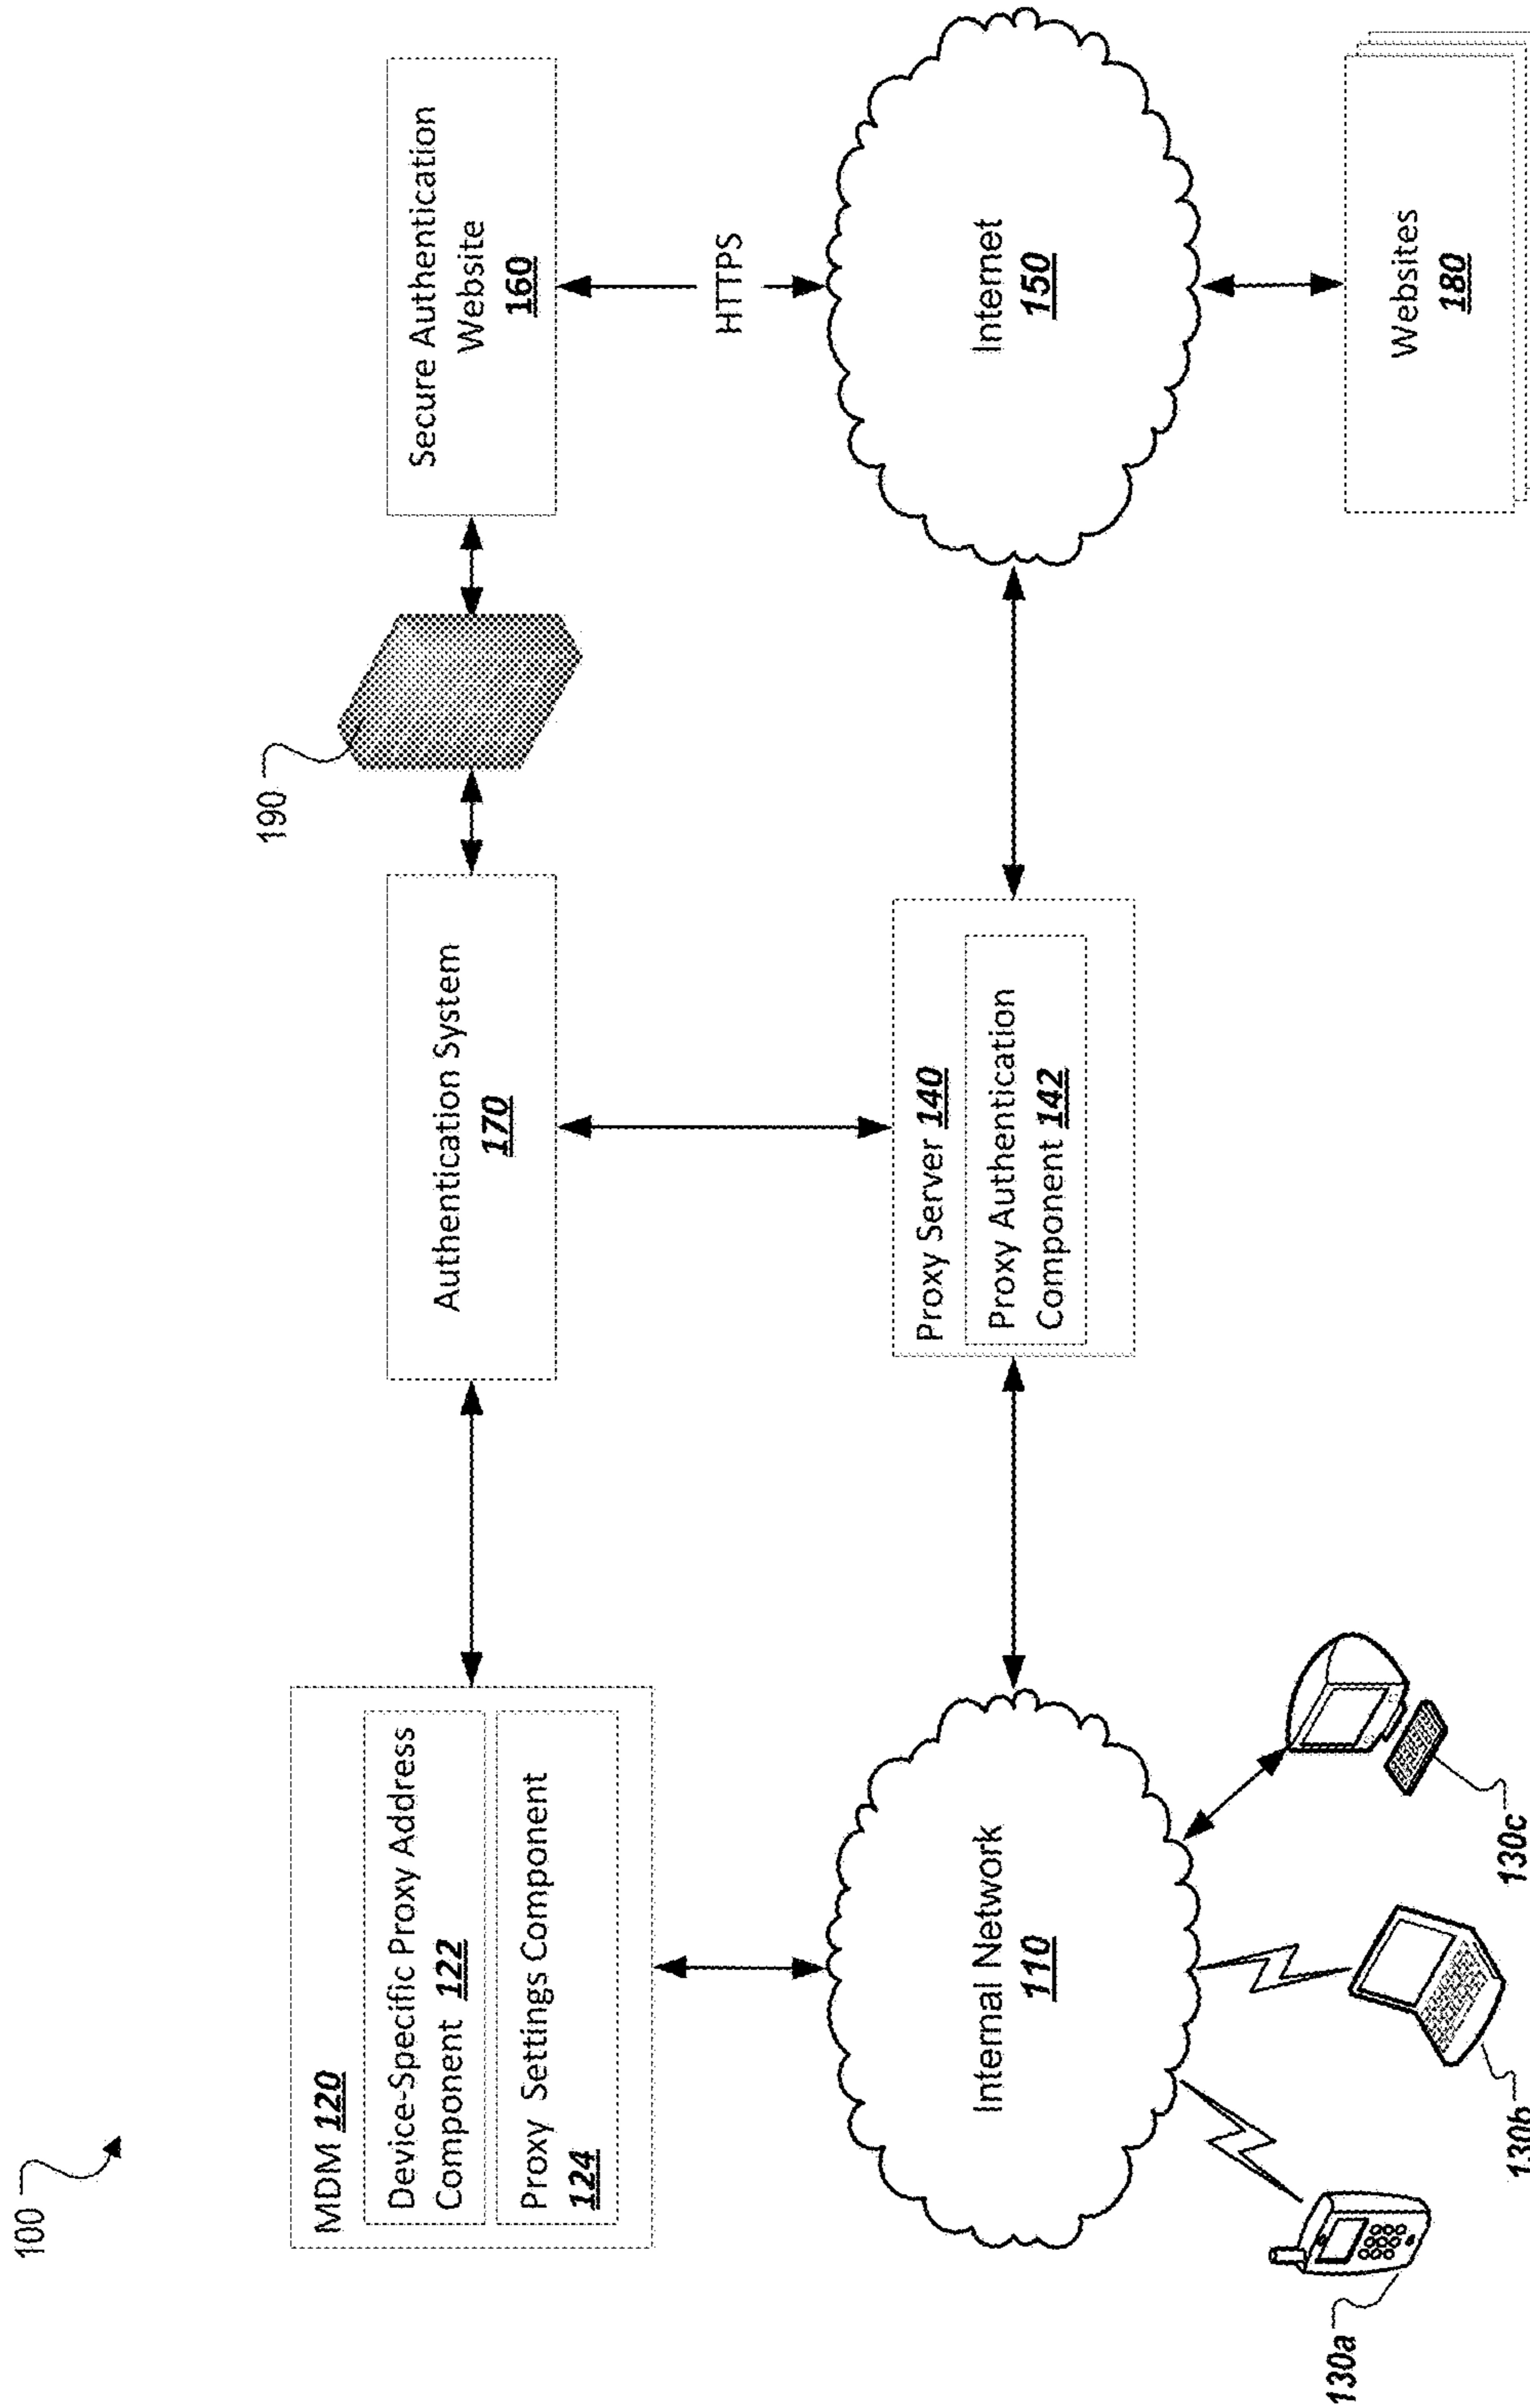 100
MDM 120
Device-Specific Proxy Address
Component 122
Proxy Settings Component
124
Authentication System
170
190
Secure Authentication
Website
160
HTTPS
Internal Network
110
Proxy Server 140
Proxy Authentication
Component 142
Internet
150
Websites
180
130a
130b
130c